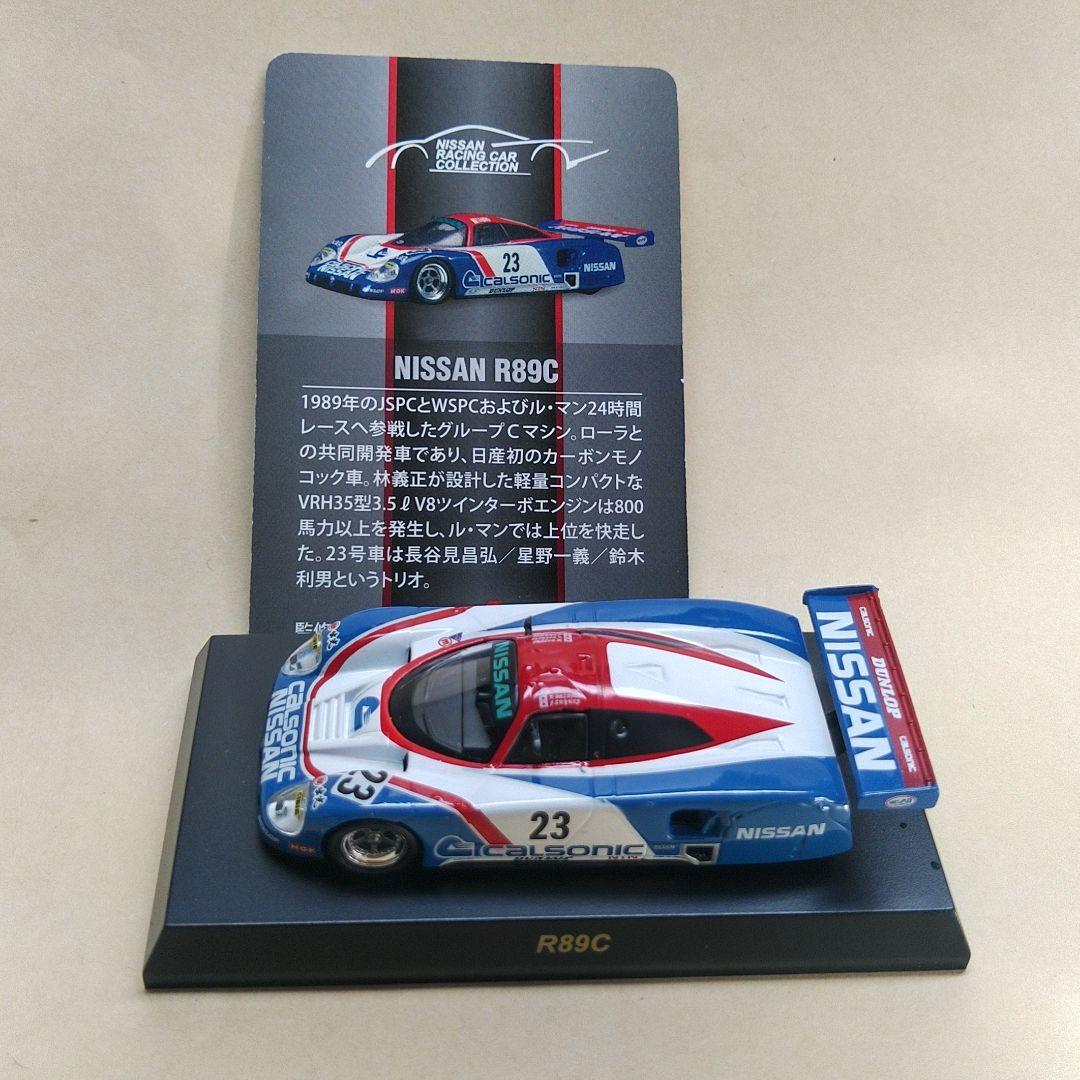 NISSAN
RACING CAR
COLLECTION
23
calsonic
NISSAN
NISSAN
DUNLOP
NGK
NISSAN R89C
1989年のJSPCとWSPCおよびル・マン24時間
レースへ参戦したグループCマシン。ローラと
の共同開発車であり、日産初のカーボンモノ
コック車。林義正が設計した軽量コンパクトな
VRH35型3.5ℓV8ツインターボエンジンは800
馬力以上を発生し、ル・マンでは上位を快走し
た。23号車は長谷見昌弘／星野一義／鈴木
利男というトリオ。
NISSAN
calsonic
NISSAN
23
NGK
23
calsonic
DUNLOP
NISSAN
NISSAN
CALSONIC
DUNLOP
CALSONIC
R89C